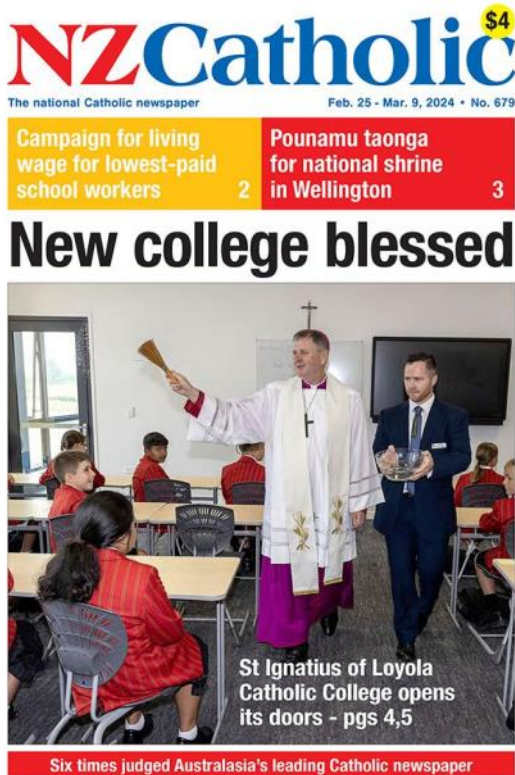 $4
NZCatholic
The national Catholic newspaper
Feb. 25 - Mar. 9, 2024 • No. 679
Campaign for living
wage for lowest-paid
school workers 2
Pounamu taonga
for national shrine
in Wellington 3
New college blessed
St Ignatius of Loyola
Catholic College opens
its doors - pgs 4,5
Six times judged Australasia's leading Catholic newspaper